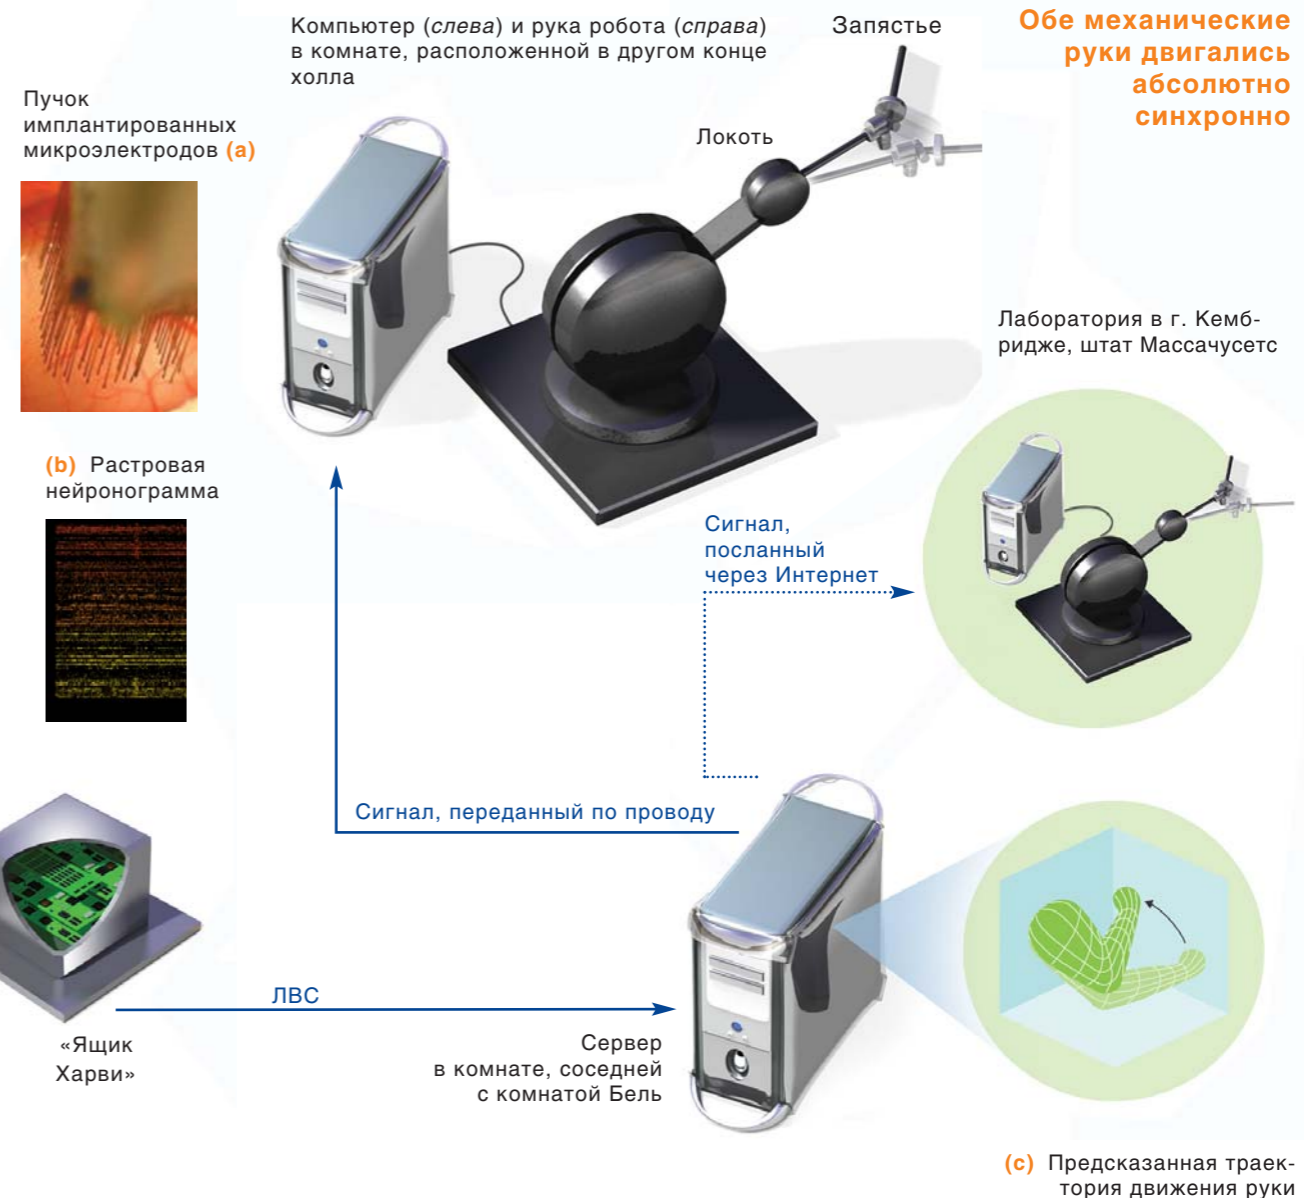 Компьютер (слева) и рука робота (справа)
в комнате, расположенной в другом конце
холла
Запястье
Обе механические
руки двигались
абсолютно
синхронно
Пучок
имплантированных
микроэлектродов (a)
Локоть
Лаборатория в г. Кемб-
ридже, штат Массачусетс
(b) Растровая
нейронограмма
Сигнал,
посланный
через Интернет
Сигнал, переданный по проводу
ЛВС
«Ящик
Харви»
Сервер
в комнате, соседней
с комнатой Бель
(c) Предсказанная траек-
тория движения руки